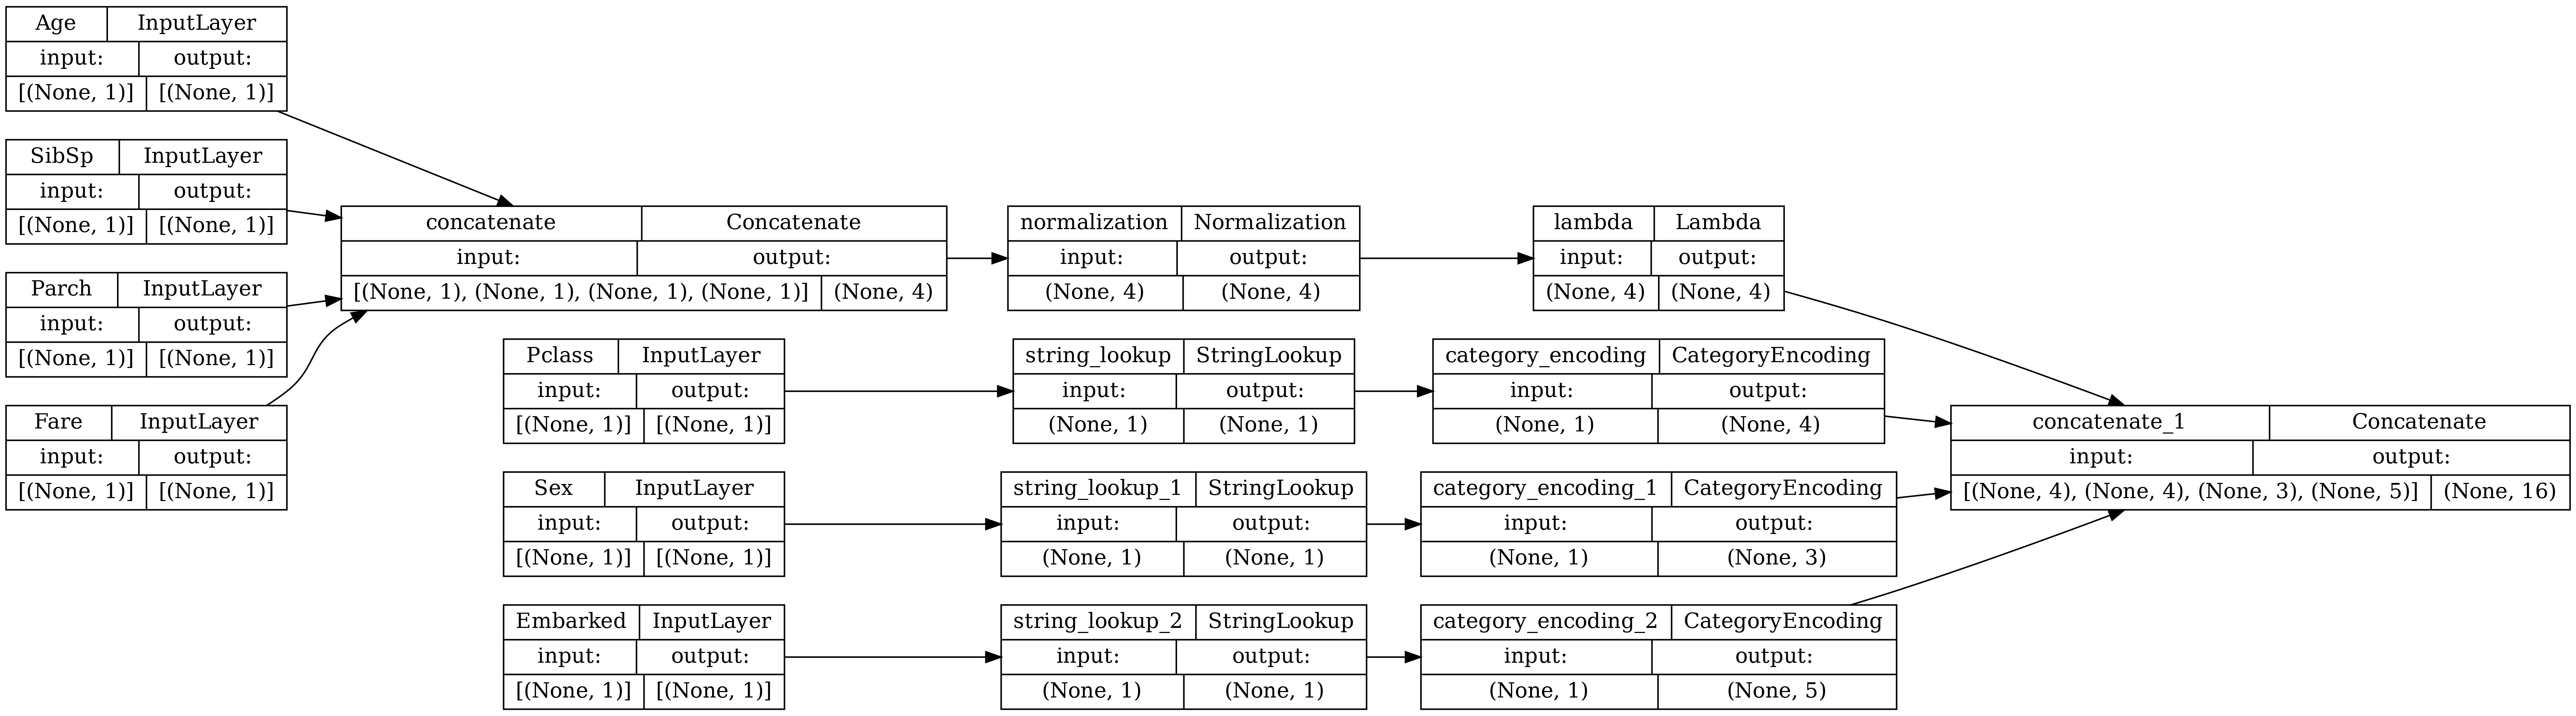 Age InputLayer
input: output:
[(None, 1)] [(None, 1)]
SibSp InputLayer
input: output:
[(None, 1)] [(None, 1)]
Parch InputLayer
input: output:
[(None, 1)] [(None, 1)]
Fare InputLayer
input: output:
[(None, 1)] [(None, 1)]
concatenate Concatenate
input: output:
[(None, 1), (None, 1), (None, 1), (None, 1)] (None, 4)
normalization Normalization
input: output:
(None, 4) (None, 4)
lambda Lambda
input: output:
(None, 4) (None, 4)
Pclass InputLayer
input: output:
[(None, 1)] [(None, 1)]
string_lookup StringLookup
input: output:
(None, 1) (None, 1)
category_encoding CategoryEncoding
input: output:
(None, 1) (None, 4)
Sex InputLayer
input: output:
[(None, 1)] [(None, 1)]
string_lookup_1 StringLookup
input: output:
(None, 1) (None, 1)
category_encoding_1 CategoryEncoding
input: output:
(None, 1) (None, 3)
Embarked InputLayer
input: output:
[(None, 1)] [(None, 1)]
string_lookup_2 StringLookup
input: output:
(None, 1) (None, 1)
category_encoding_2 CategoryEncoding
input: output:
(None, 1) (None, 5)
concatenate_1 Concatenate
input: output:
[(None, 4), (None, 4), (None, 3), (None, 5)] (None, 16)